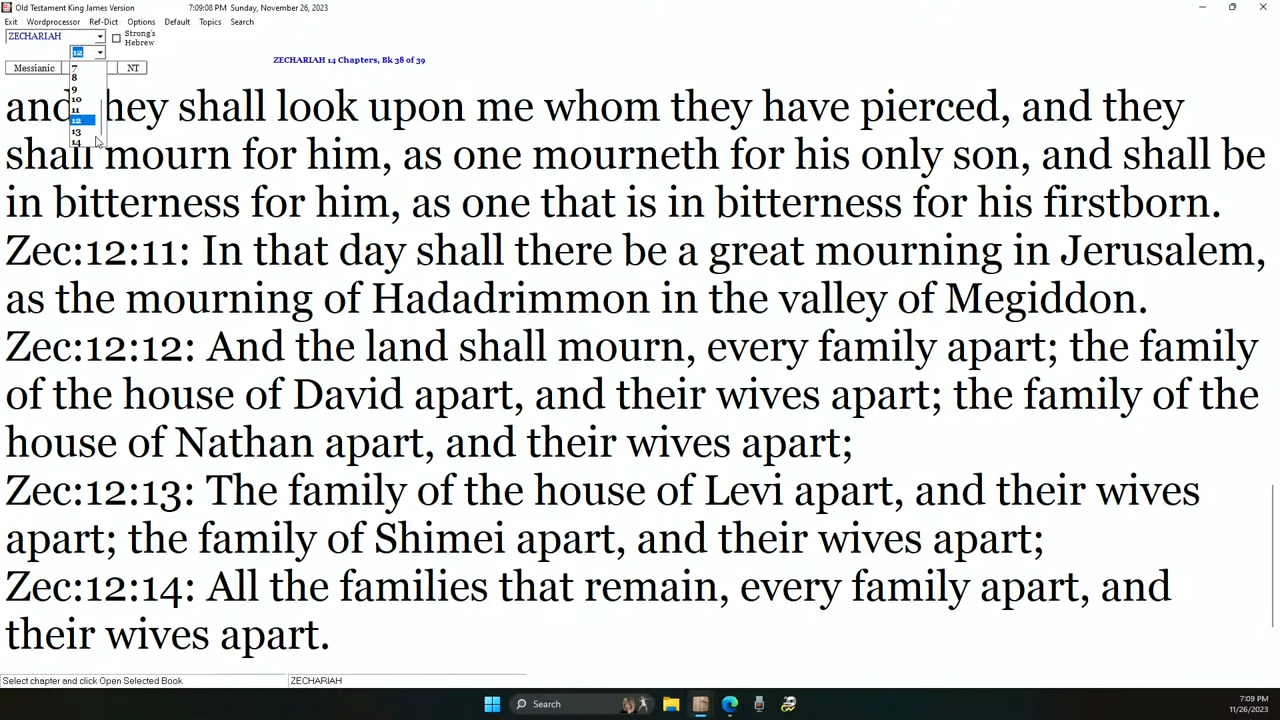 Old Testament King James Version
7:09:08 PM Sunday, November 26, 2023
Exit Wordprocessor Ref-Dict Options Default Topics Search
ZECHARIAH
Strong's
Hebrew
12
ZECHARIAH 14 Chapters, Bk 38 of 39
Messianic NT
7
8
9
10
11
12
13
14
and they shall look upon me whom they have pierced, and they
shall mourn for him, as one mourneth for his only son, and shall be
in bitterness for him, as one that is in bitterness for his firstborn.
Zec:12:11: In that day shall there be a great mourning in Jerusalem,
as the mourning of Hadadrimmon in the valley of Megiddon.
Zec:12:12: And the land shall mourn, every family apart; the family
of the house of David apart, and their wives apart; the family of the
house of Nathan apart, and their wives apart;
Zec:12:13: The family of the house of Levi apart, and their wives
apart; the family of Shimei apart, and their wives apart;
Zec:12:14: All the families that remain, every family apart, and
their wives apart.
Select chapter and click Open Selected Book
ZECHARIAH
Search
7:09 PM
11/26/2023